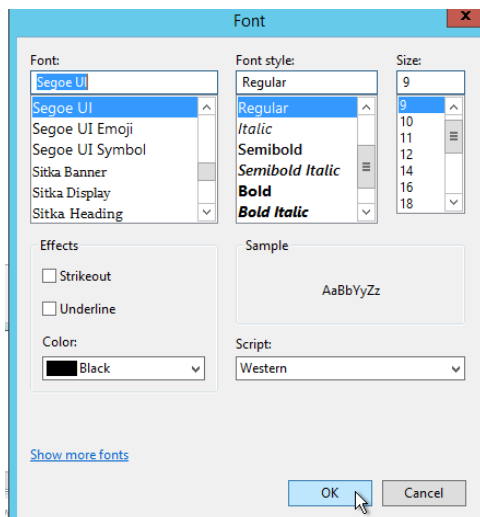 Font
x
Font: Font style: Size:
Segoe UI Regular 9
Segoe UI Regular 9
Segoe UI Emoji Italic 10
Segoe UI Symbol Semibold 11
Sitka Banner Semibold Italic 12
Sitka Display Bold 14
Sitka Heading Bold Italic 16
18
Effects Sample
Strikeout
AaBbYyZz
Underline
Color: Script:
Black Western
Show more fonts
OK Cancel